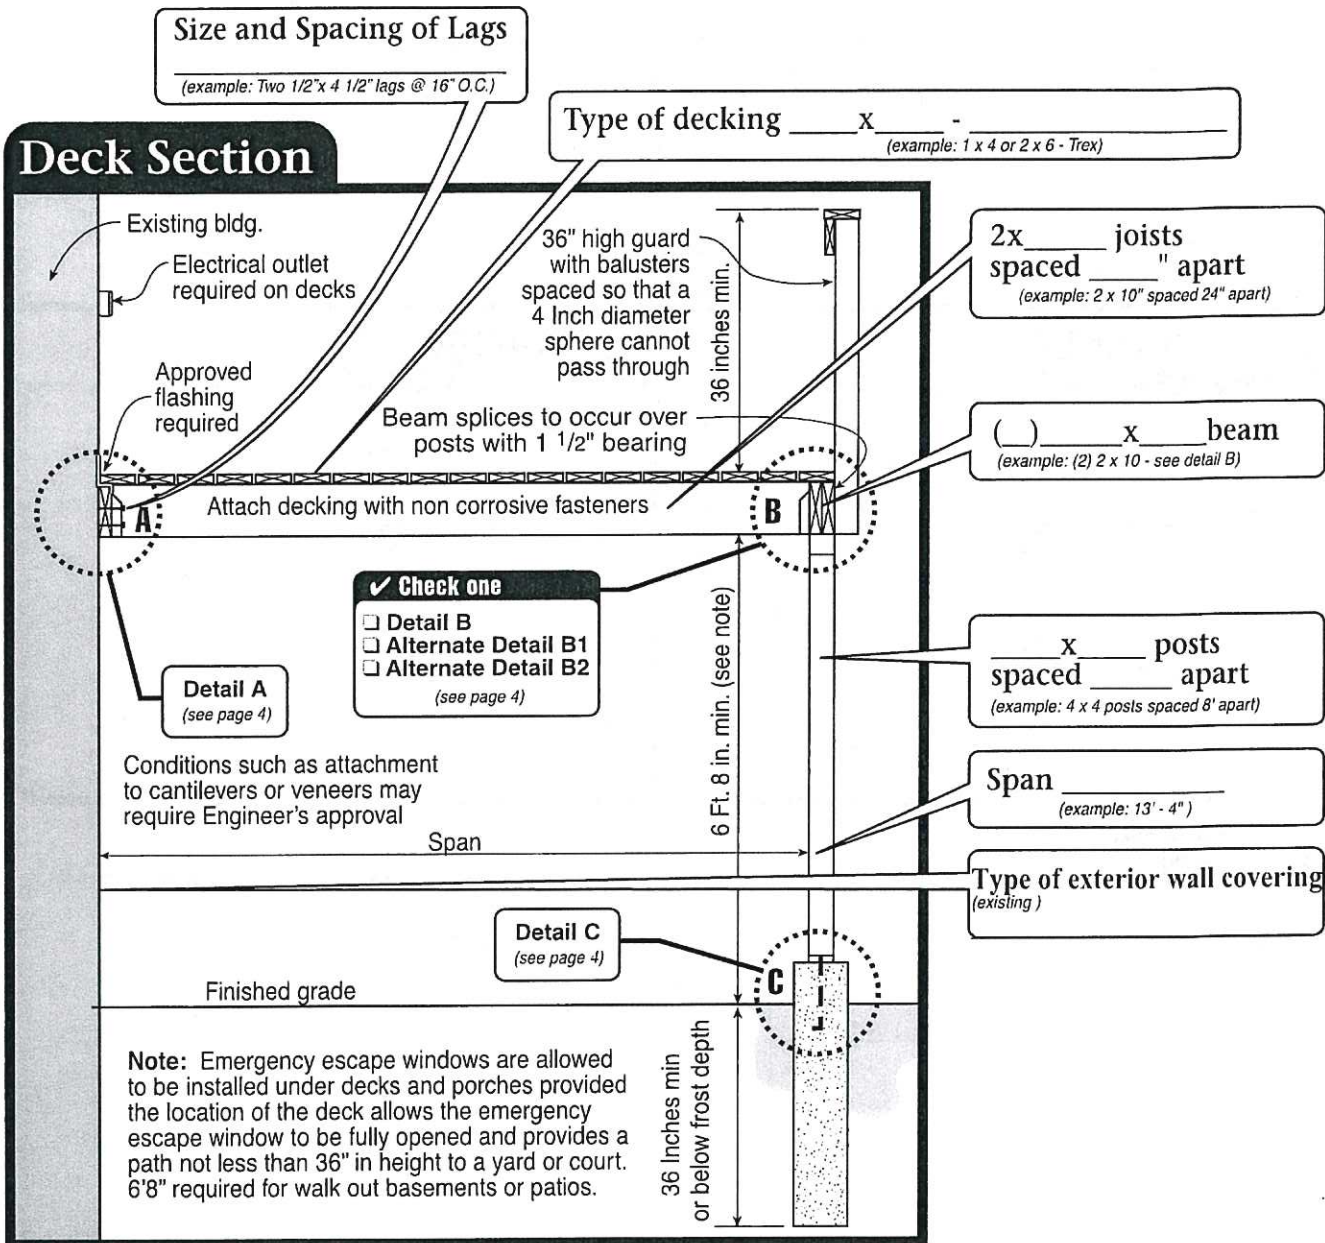 Size and Spacing of Lags
(example: Two 1/2"x 4 1/2" lags @ 16" O.C.)
Type of decking _____x_____ - ____________________
(example: 1 x 4 or 2 x 6 - Trex)
Deck Section
Existing bldg.
Electrical outlet
required on decks
36" high guard
with balusters
spaced so that a
4 Inch diameter
sphere cannot
pass through
36 inches min.
2x______ joists
spaced _____" apart
(example: 2 x 10" spaced 24" apart)
Approved
flashing
required
Beam splices to occur over
posts with 1 1/2" bearing
(__)______x_____beam
(example: (2) 2 x 10 - see detail B)
Attach decking with non corrosive fasteners
A
B
✓ Check one
❏ Detail B
❏ Alternate Detail B1
❏ Alternate Detail B2
(see page 4)
Detail A
(see page 4)
6 Ft. 8 in. min. (see note)
_____x_____ posts
spaced ______ apart
(example: 4 x 4 posts spaced 8' apart)
Conditions such as attachment
to cantilevers or veneers may
require Engineer's approval
Span
Span ____________
(example: 13' - 4" )
Type of exterior wall covering
(existing )
Detail C
(see page 4)
C
Finished grade
Note: Emergency escape windows are allowed
to be installed under decks and porches provided
the location of the deck allows the emergency
escape window to be fully opened and provides a
path not less than 36" in height to a yard or court.
6'8" required for walk out basements or patios.
36 Inches min
or below frost depth